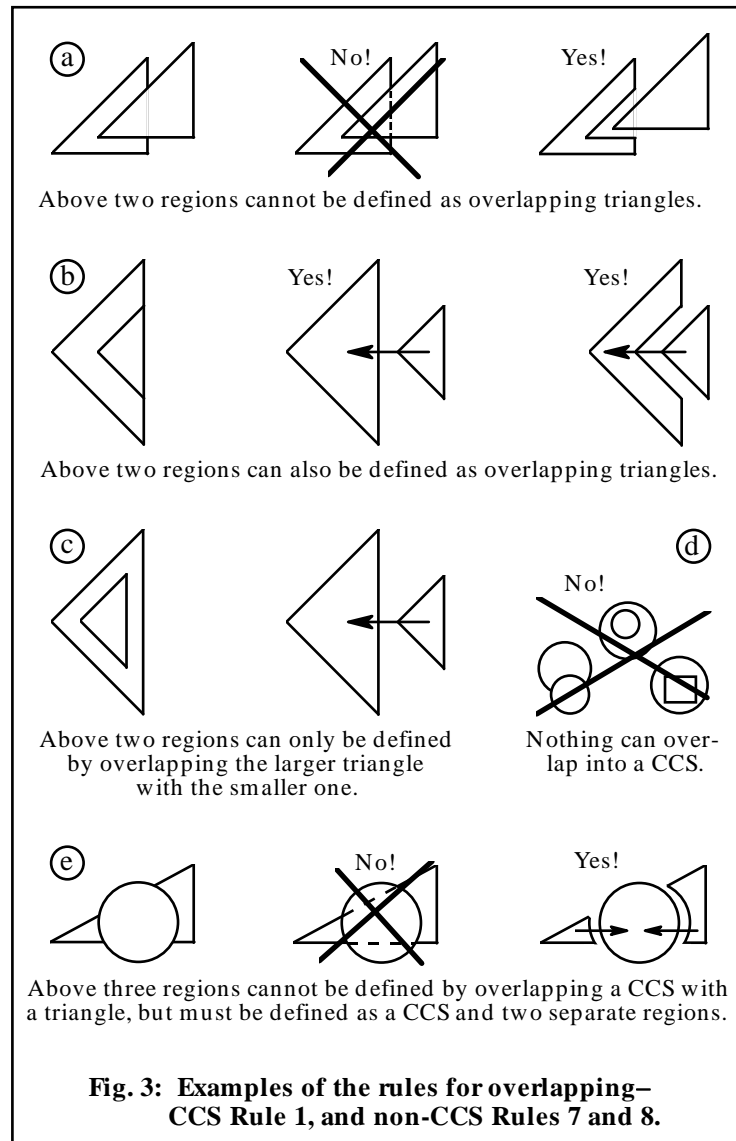 a
No!
Yes!
Above two regions cannot be defined as overlapping triangles.
b
Yes!
Yes!
Above two regions can also be defined as overlapping triangles.
c
d
No!
Above two regions can only be defined
by overlapping the larger triangle
with the smaller one.
Nothing can over-
lap into a CCS.
e
No!
Yes!
Above three regions cannot be defined by overlapping a CCS with
a triangle, but must be defined as a CCS and two separate regions.
Fig. 3: Examples of the rules for overlapping–
CCS Rule 1, and non-CCS Rules 7 and 8.